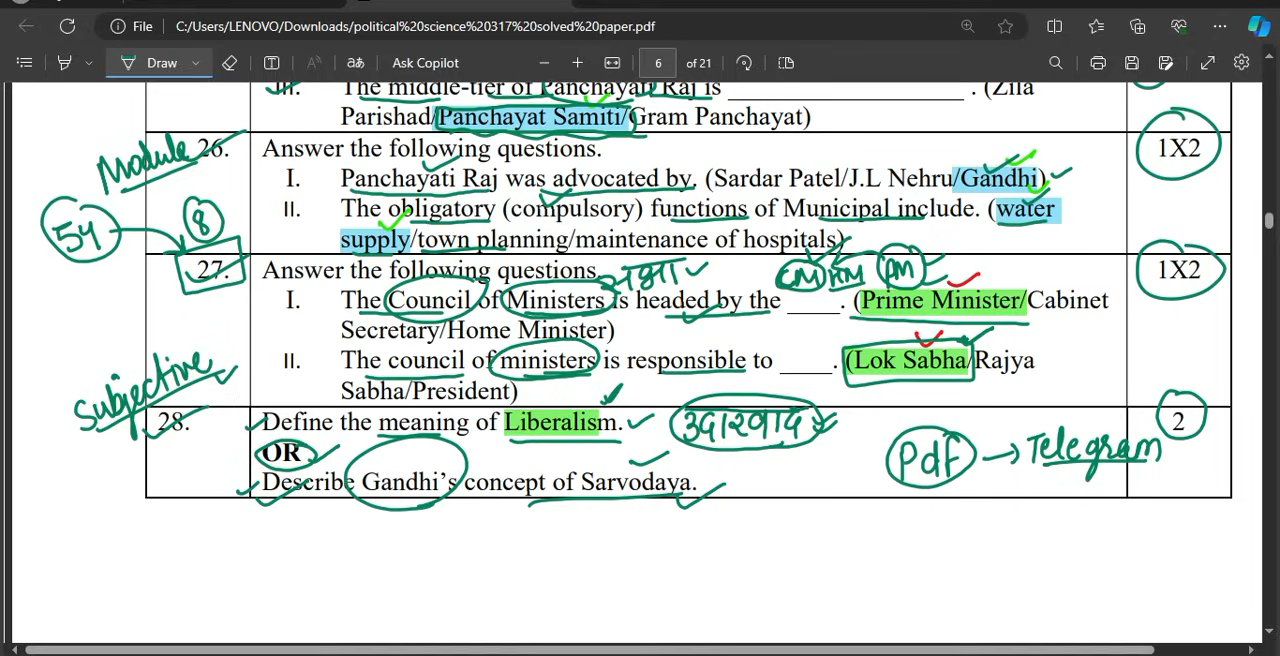 File C:/Users/LENOVO/Downloads/political%20science%20317%20solved%20paper.pdf
Draw aあ Ask Copilot 6 of 21
III. The middle-tier of Panchayati Raj is ____________________ . (Zila
Parishad/Panchayat Samiti/Gram Panchayat)
Module 26. Answer the following questions. 1X2
I. Panchayati Raj was advocated by. (Sardar Patel/J.L Nehru/Gandhi)
II. The obligatory (compulsory) functions of Municipal include. (water
supply/town planning/maintenance of hospitals)
54 8
27. Answer the following questions. CM HM PM 1X2
I. The Council of Ministers is headed by the ____. (Prime Minister/Cabinet
Secretary/Home Minister)
II. The council of ministers is responsible to ____. (Lok Sabha/Rajya
Sabha/President)
Subjective
28. Define the meaning of Liberalism. उदारवाद 2
OR
Pdf → Telegram
Describe Gandhi's concept of Sarvodaya.